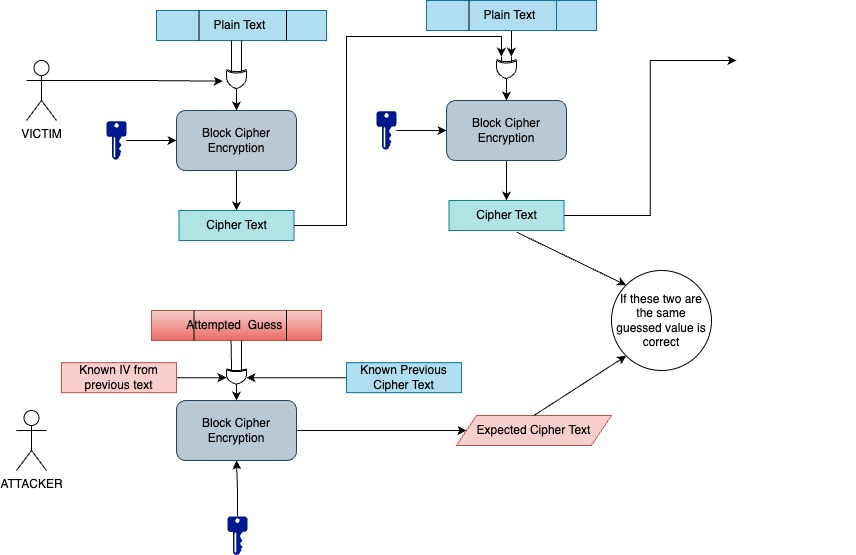 Plain Text
Plain Text
VICTIM
Block Cipher
Encryption
Block Cipher
Encryption
Cipher Text
Cipher Text
If these two are
the same
guessed value is
correct
Attempted Guess
Known IV from
previous text
Known Previous
Cipher Text
Block Cipher
Encryption
Expected Cipher Text
ATTACKER